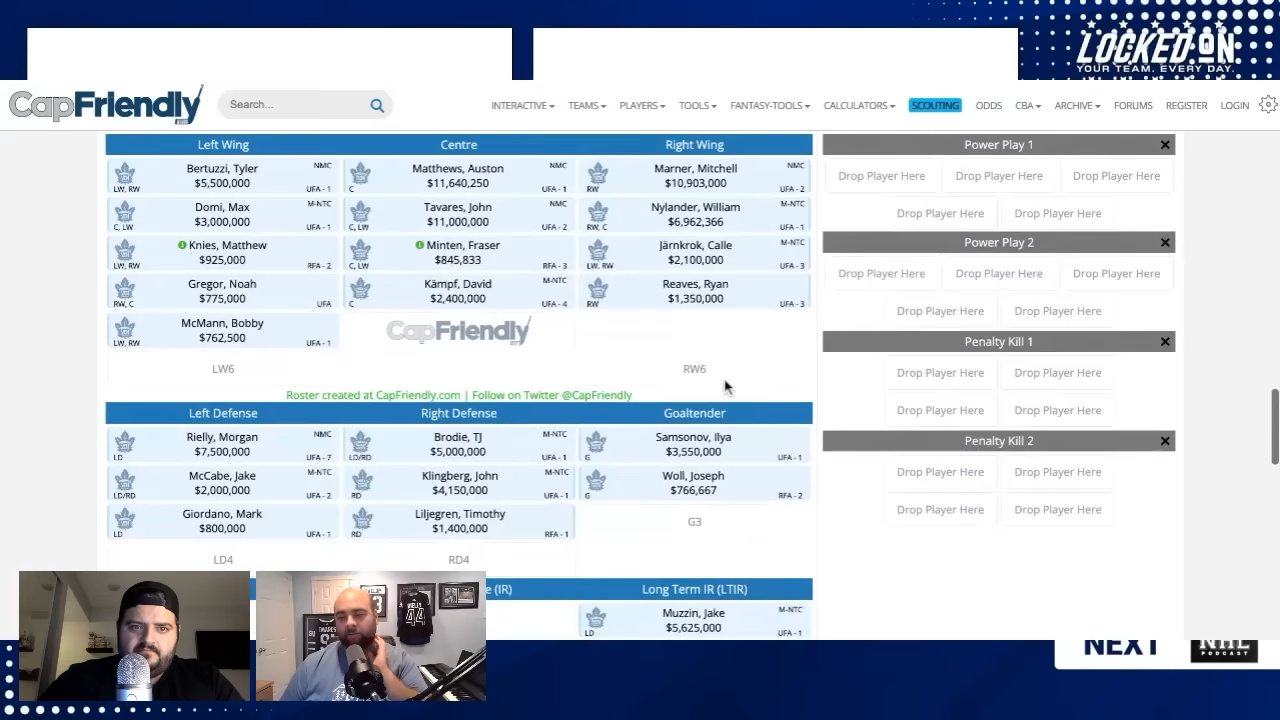 LOCKED ON
YOUR TEAM. EVERY DAY.
CapFriendly
Search...
INTERACTIVE TEAMS PLAYERS TOOLS FANTASY-TOOLS CALCULATORS SCOUTING ODDS CBA ARCHIVE FORUMS REGISTER LOGIN
Left Wing Centre Right Wing
Bertuzzi, Tyler NMC
$5,500,000
LW, RW UFA - 1
Matthews, Auston NMC
$11,640,250
C UFA - 1
Marner, Mitchell NMC
$10,903,000
RW UFA - 2
Domi, Max M-NTC
$3,000,000
C, LW UFA - 1
Tavares, John NMC
$11,000,000
C, LW UFA - 2
Nylander, William M-NTC
$6,962,366
RW, C UFA - 1
Knies, Matthew
$925,000
LW, RW RFA - 2
Minten, Fraser
$845,833
C, LW RFA - 3
Järnkrok, Calle M-NTC
$2,100,000
LW, RW UFA - 3
Gregor, Noah
$775,000
RW, C UFA
Kämpf, David M-NTC
$2,400,000
C UFA - 4
Reaves, Ryan
$1,350,000
RW UFA - 3
McMann, Bobby
$762,500
LW, RW UFA - 1
CapFriendly
LW6 RW6
Roster created at CapFriendly.com | Follow on Twitter @CapFriendly
Left Defense Right Defense Goaltender
Rielly, Morgan NMC
$7,500,000
LD UFA - 7
Brodie, TJ M-NTC
$5,000,000
LD/RD UFA - 1
Samsonov, Ilya
$3,550,000
G UFA - 1
McCabe, Jake M-NTC
$2,000,000
LD/RD UFA - 2
Klingberg, John M-NTC
$4,150,000
RD UFA - 1
Woll, Joseph
$766,667
G RFA - 2
Giordano, Mark
$800,000
LD UFA - 1
Liljegren, Timothy
$1,400,000
RD RFA - 1
G3
LD4 RD4
(IR) Long Term IR (LTIR)
Muzzin, Jake M-NTC
$5,625,000
LD UFA - 1
Power Play 1
Drop Player Here Drop Player Here Drop Player Here
Drop Player Here Drop Player Here
Power Play 2
Drop Player Here Drop Player Here Drop Player Here
Drop Player Here Drop Player Here
Penalty Kill 1
Drop Player Here Drop Player Here
Drop Player Here Drop Player Here
Penalty Kill 2
Drop Player Here Drop Player Here
Drop Player Here Drop Player Here
NEXT
NHL
PODCAST